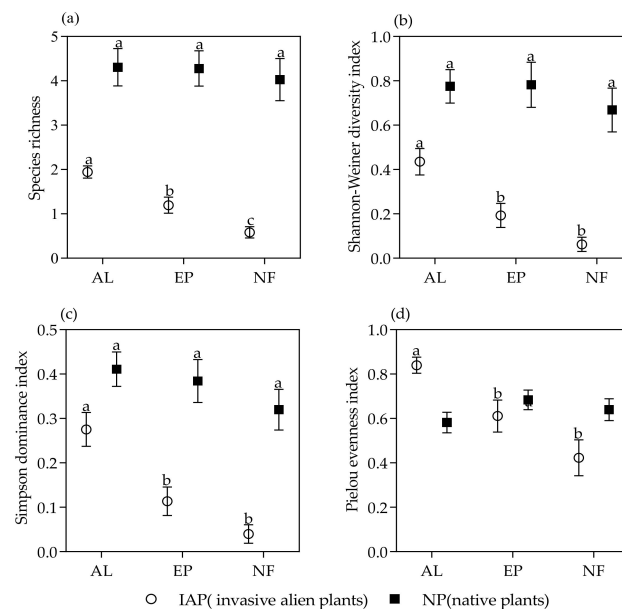 (a)
a
a
a
a
b
c
Species richness
5
4
3
2
1
0
AL
EP
NF
(b)
a
a
a
a
b
b
Shannon-Weiner diversity index
1.0
0.8
0.6
0.4
0.2
0.0
AL
EP
NF
(c)
a
a
a
a
b
b
Simpson dominance index
0.5
0.4
0.3
0.2
0.1
0.0
AL
EP
NF
(d)
a
b
b
Pielou evenness index
1.0
0.8
0.6
0.4
0.2
0.0
AL
EP
NF
IAP( invasive alien plants)
NP(native plants)